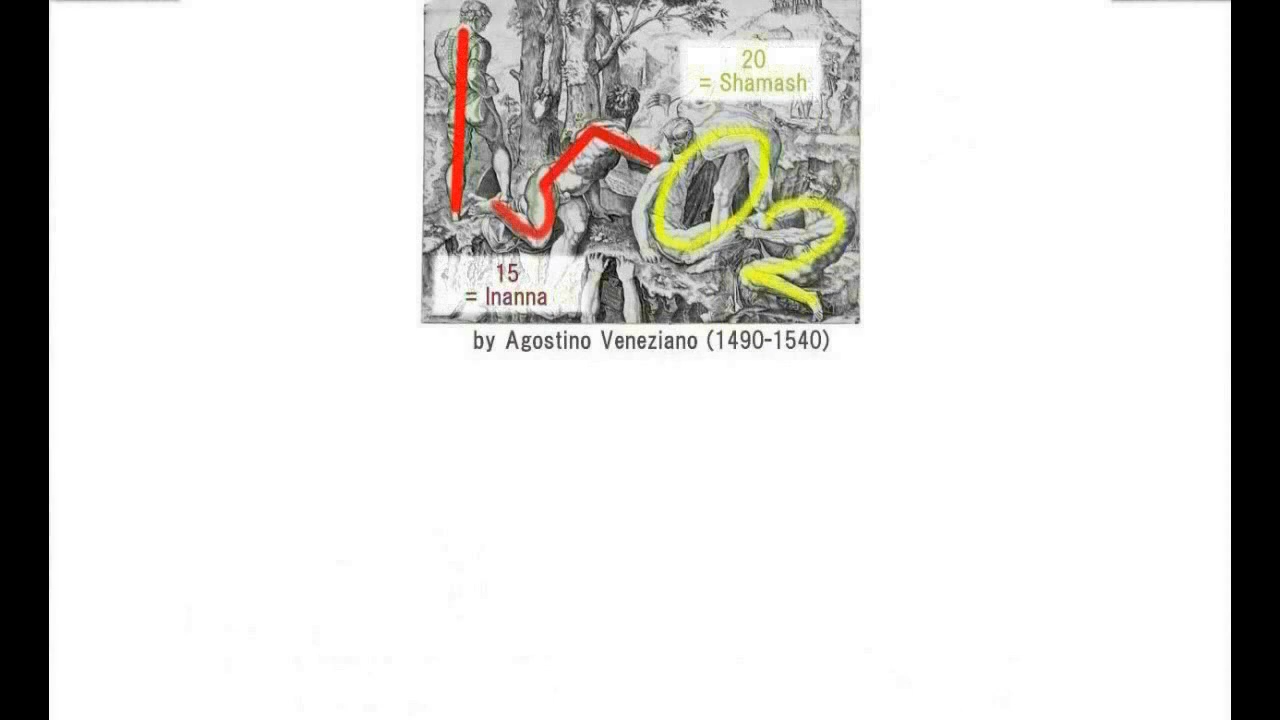 20
= Shamash
15
= Inanna
by Agostino Veneziano (1490-1540)